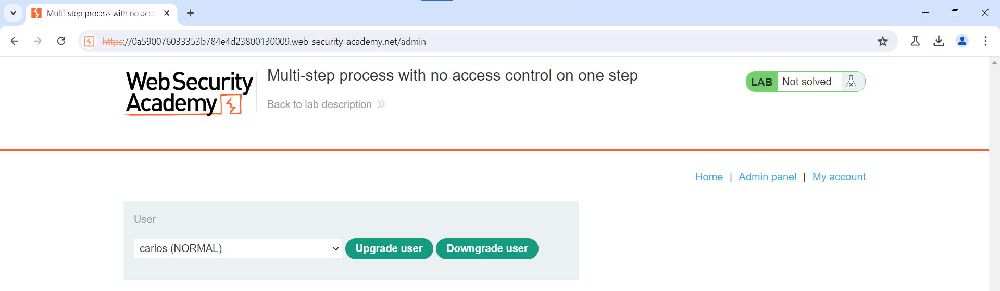 Multi-step process with no acce
https://0a590076033353b784e4d23800130009.web-security-academy.net/admin
Web Security
Academy
Multi-step process with no access control on one step
Back to lab description
LAB Not solved
Home | Admin panel | My account
User
carlos (NORMAL) Upgrade user Downgrade user